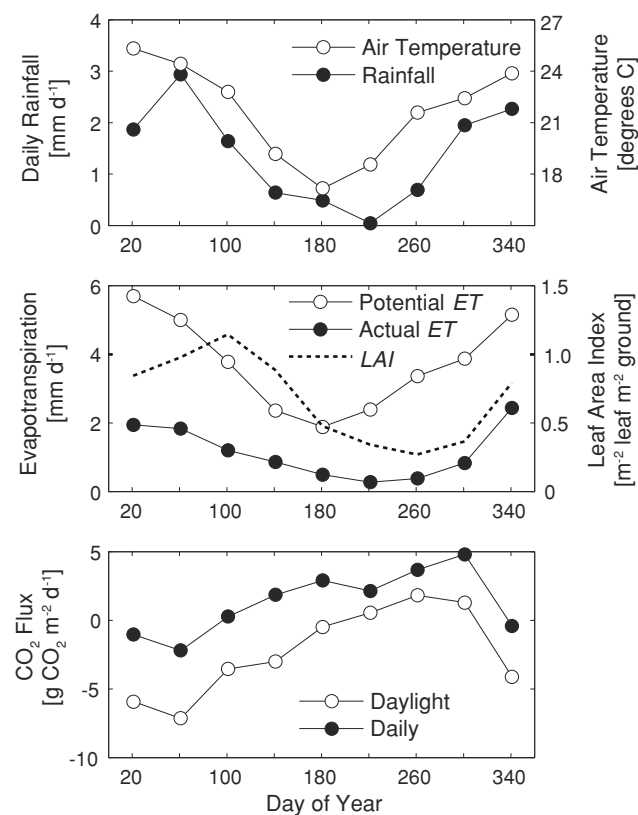 4
3
2
1
0
Daily Rainfall
[mm d⁻¹]
Air Temperature
Rainfall
27
24
21
18
Air Temperature
[degrees C]
20 100 180 260 340
6
4
2
0
Evapotranspiration
[mm d⁻¹]
Potential ET
Actual ET
LAI
1.5
1.0
0.5
0
Leaf Area Index
[m⁻² leaf m⁻² ground]
20 100 180 260 340
5
0
-5
-10
CO₂ Flux
[g CO₂ m⁻² d⁻¹]
Daylight
Daily
20 100 180 260 340
Day of Year